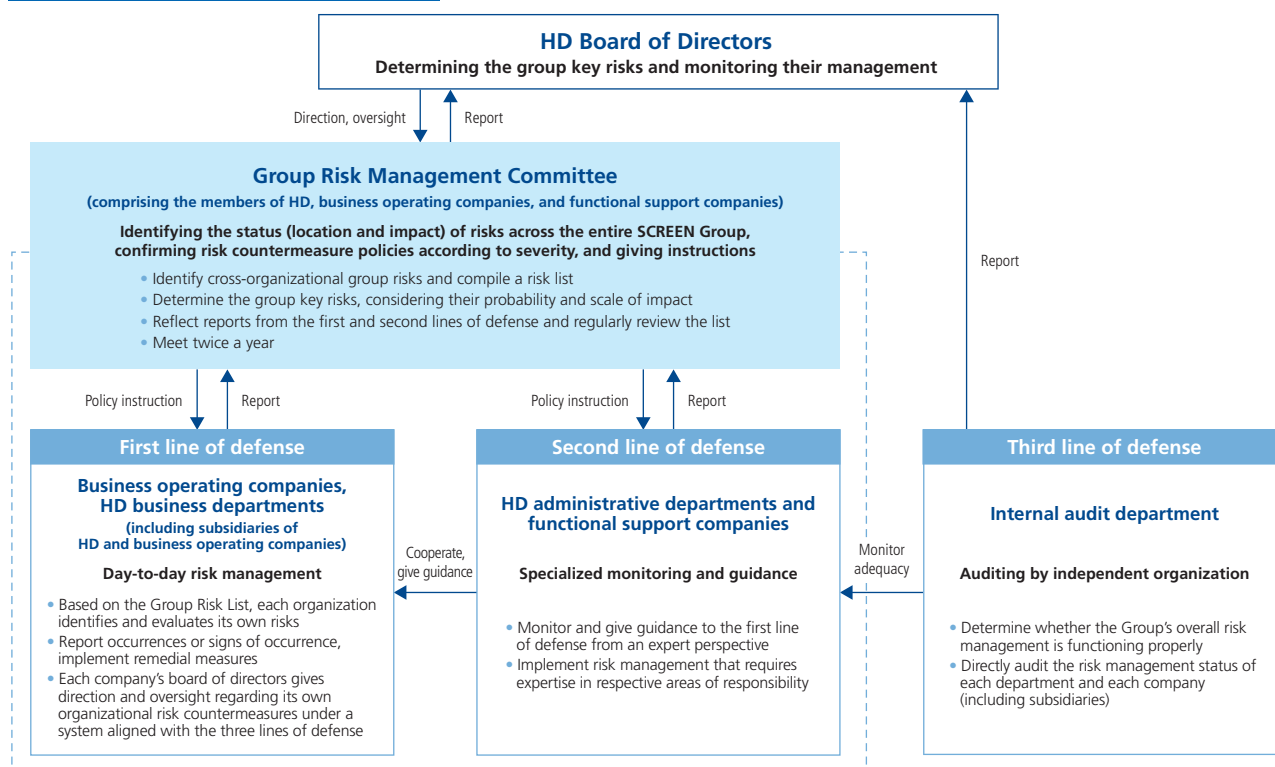 HD Board of Directors
Determining the group key risks and monitoring their management
Direction, oversight
Report
Group Risk Management Committee
(comprising the members of HD, business operating companies, and functional support companies)
Identifying the status (location and impact) of risks across the entire SCREEN Group,
confirming risk countermeasure policies according to severity, and giving instructions
• Identify cross-organizational group risks and compile a risk list
• Determine the group key risks, considering their probability and scale of impact
• Reflect reports from the first and second lines of defense and regularly review the list
• Meet twice a year
Report
Policy instruction
Report
Policy instruction
Report
First line of defense
Business operating companies,
HD business departments
(including subsidiaries of
HD and business operating companies)
Day-to-day risk management
• Based on the Group Risk List, each organization
identifies and evaluates its own risks
• Report occurrences or signs of occurrence,
implement remedial measures
• Each company's board of directors gives
direction and oversight regarding its own
organizational risk countermeasures under a
system aligned with the three lines of defense
Cooperate,
give guidance
Second line of defense
HD administrative departments and
functional support companies
Specialized monitoring and guidance
• Monitor and give guidance to the first line
of defense from an expert perspective
• Implement risk management that requires
expertise in respective areas of responsibility
Monitor
adequacy
Third line of defense
Internal audit department
Auditing by independent organization
• Determine whether the Group's overall risk
management is functioning properly
• Directly audit the risk management status of
each department and each company
(including subsidiaries)